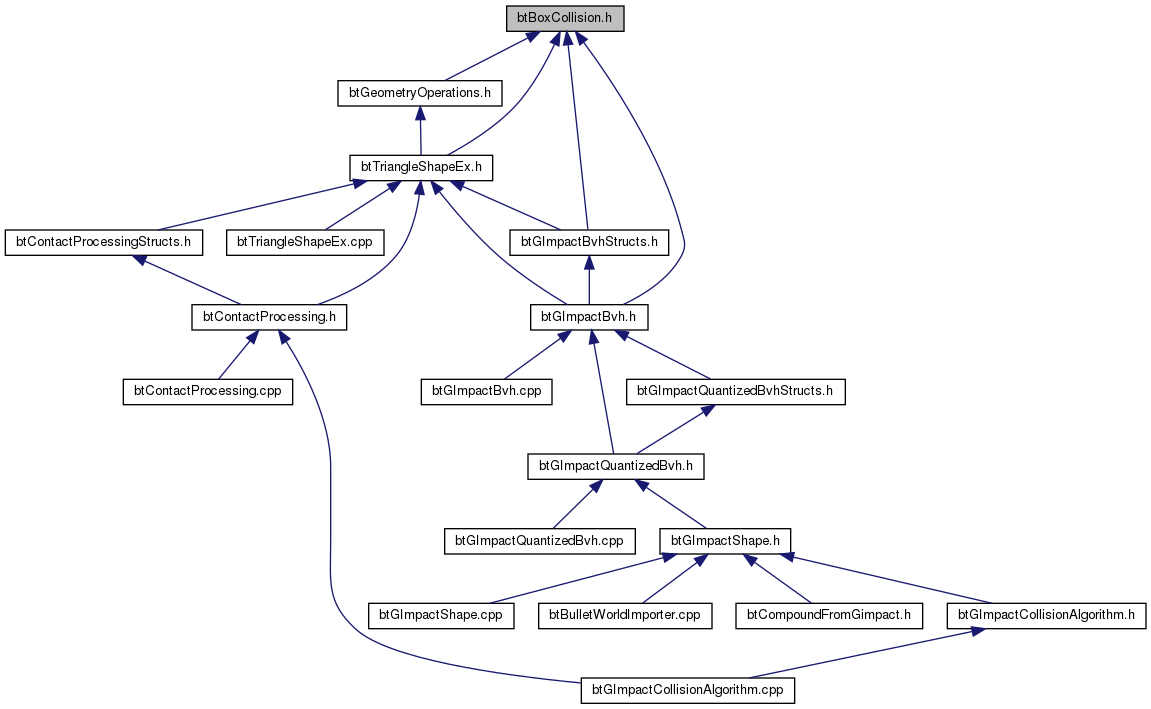 btBoxCollision.h
btGeometryOperations.h
btTriangleShapeEx.h
btContactProcessingStructs.h
btTriangleShapeEx.cpp
btGImpactBvhStructs.h
btContactProcessing.h
btGImpactBvh.h
btContactProcessing.cpp
btGImpactBvh.cpp
btGImpactQuantizedBvhStructs.h
btGImpactQuantizedBvh.h
btGImpactQuantizedBvh.cpp
btGImpactShape.h
btGImpactShape.cpp
btBulletWorldImporter.cpp
btCompoundFromGimpact.h
btGImpactCollisionAlgorithm.h
btGImpactCollisionAlgorithm.cpp